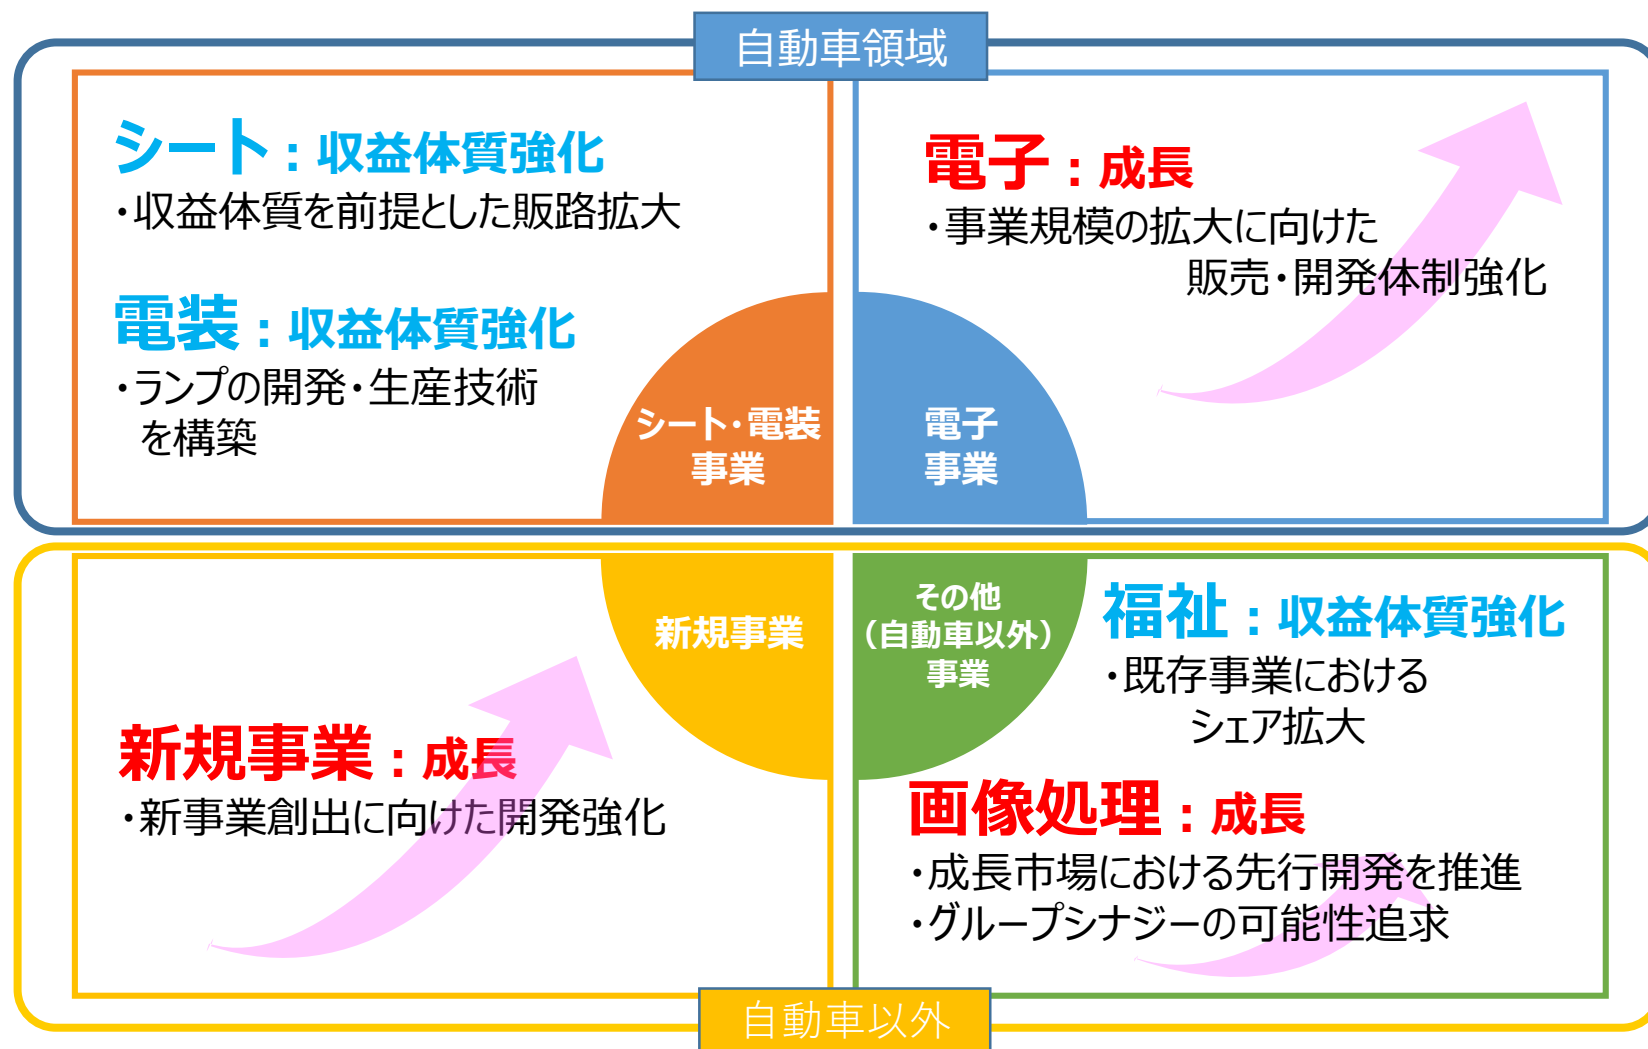 自動車領域
シート：収益体質強化
・収益体質を前提とした販路拡大
電装：収益体質強化
・ランプの開発・生産技術
を構築
シート・電装
事業
電子：成長
・事業規模の拡大に向けた
販売・開発体制強化
電子
事業
新規事業
新規事業：成長
・新事業創出に向けた開発強化
その他
（自動車以外）
事業
福祉：収益体質強化
・既存事業における
シェア拡大
画像処理：成長
・成長市場における先行開発を推進
・グループシナジーの可能性追求
自動車以外